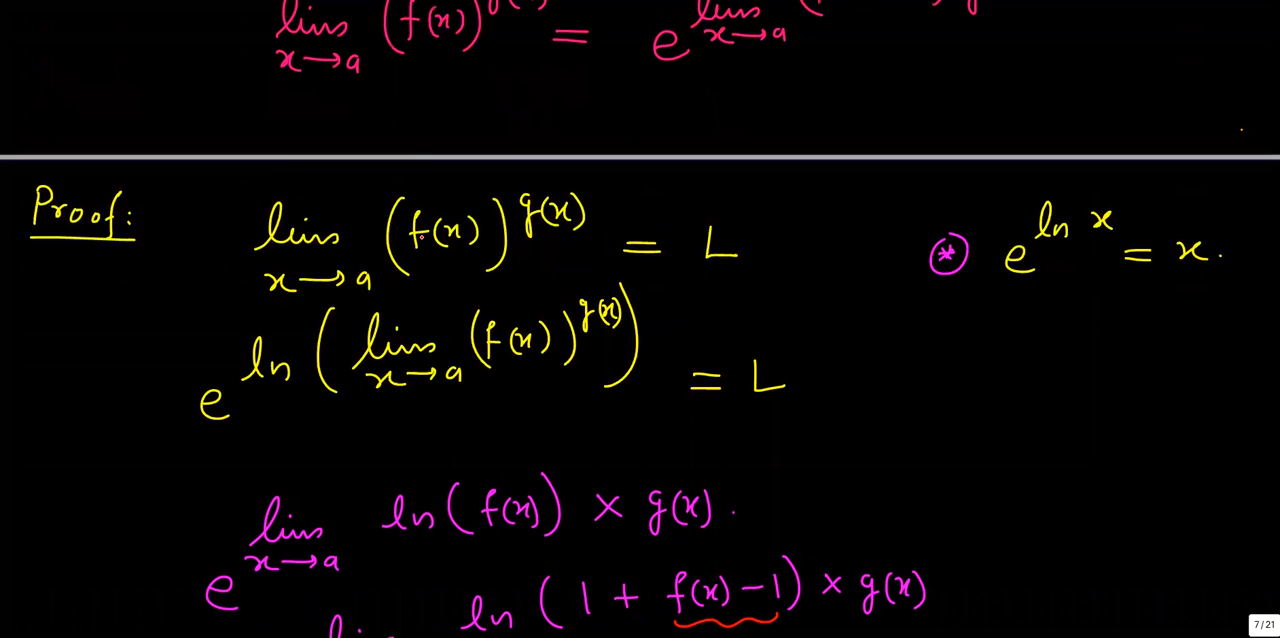 lim x→a (f(x)) = e lim x→a
Proof: lim x→a (f(x))^g(x) = L
* e^ln x = x.
e^ln ( lim x→a (f(x))^g(x) ) = L
e^lim x→a ln (f(x)) × g(x).
ln ( 1 + f(x) − 1 ) × g(x)
7 / 21